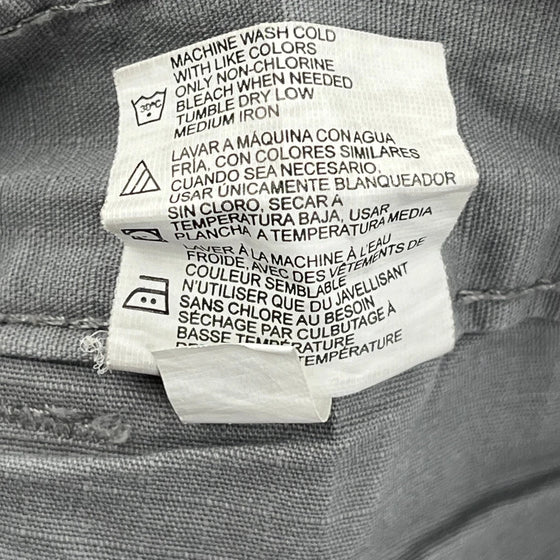 MACHINE WASH COLD
WITH LIKE COLORS
ONLY NON-CHLORINE
BLEACH WHEN NEEDED
TUMBLE DRY LOW
MEDIUM IRON
30ºC
LAVAR A MÁQUINA CON AGUA
FRÍA, CON COLORES SIMILARES
CUANDO SEA NECESARIO,
USAR ÚNICAMENTE BLANQUEADOR
SIN CLORO, SECAR Á
TEMPERATURA BAJA, USAR
PLANCHA A TEMPERATURA MEDIA
LAVER À LA MACHINE À L'EAU
FROIDE, AVEC DES VÊTEMENTS DE
COULEUR SEMBLABLE
N'UTILISER QUE DU JAVELLISANT
SANS CHLORE AU BESOIN
SÉCHAGE PAR CULBUTAGE À
BASSE TEMPÉRATURE
TEMPÉRATURE